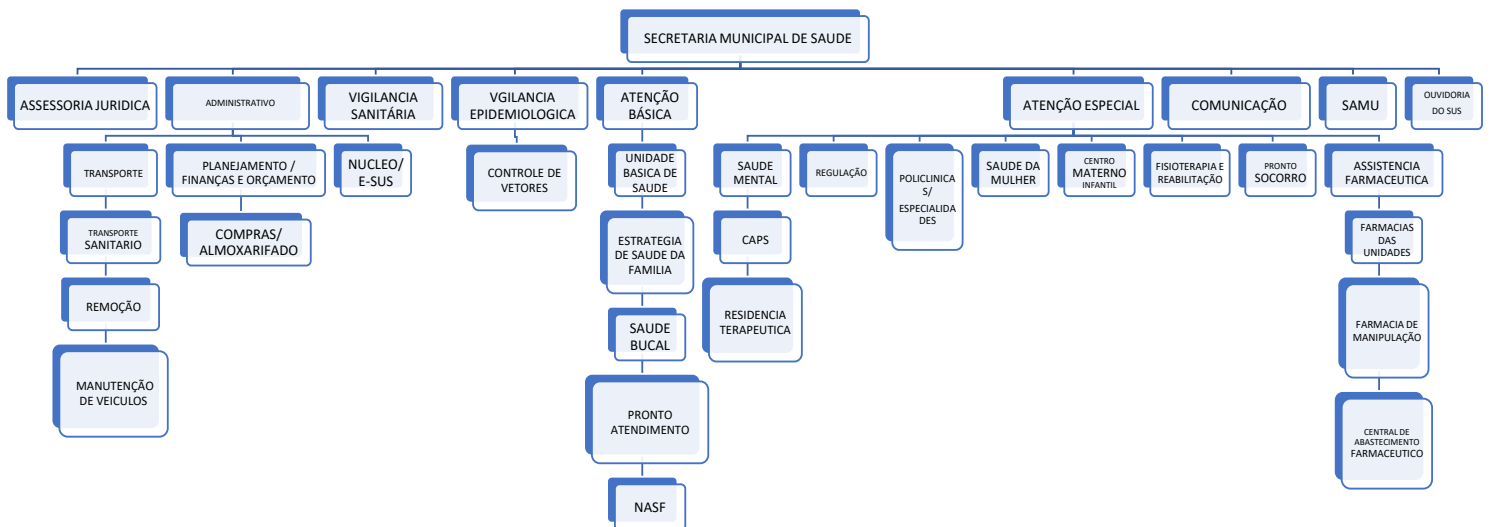 SECRETARIA MUNICIPAL DE SAUDE
ASSESSORIA JURIDICA
ADMINISTRATIVO
VIGILANCIA
SANITÁRIA
VGILANCIA
EPIDEMIOLOGICA
ATENÇÃO
BÁSICA
ATENÇÃO ESPECIAL
COMUNICAÇÃO
SAMU
OUVIDORIA
DO SUS
TRANSPORTE
PLANEJAMENTO /
FINANÇAS E ORÇAMENTO
NUCLEO/
E-SUS
CONTROLE DE
VETORES
UNIDADE
BASICA DE
SAUDE
SAUDE
MENTAL
REGULAÇÃO
POLICLINICA
S/
ESPECIALIDA
DES
SAUDE DA
MULHER
CENTRO
MATERNO
INFANTIL
FISIOTERAPIA E
REABILITAÇÃO
PRONTO
SOCORRO
ASSISTENCIA
FARMACEUTICA
TRANSPORTE
SANITARIO
COMPRAS/
ALMOXARIFADO
ESTRATEGIA
DE SAUDE DA
FAMILIA
CAPS
FARMACIAS
DAS
UNIDADES
REMOÇÃO
SAUDE
BUCAL
RESIDENCIA
TERAPEUTICA
FARMACIA DE
MANIPULAÇÃO
MANUTENÇÃO
DE VEICULOS
PRONTO
ATENDIMENTO
CENTRAL DE
ABASTECIMENTO
FARMACEUTICO
NASF